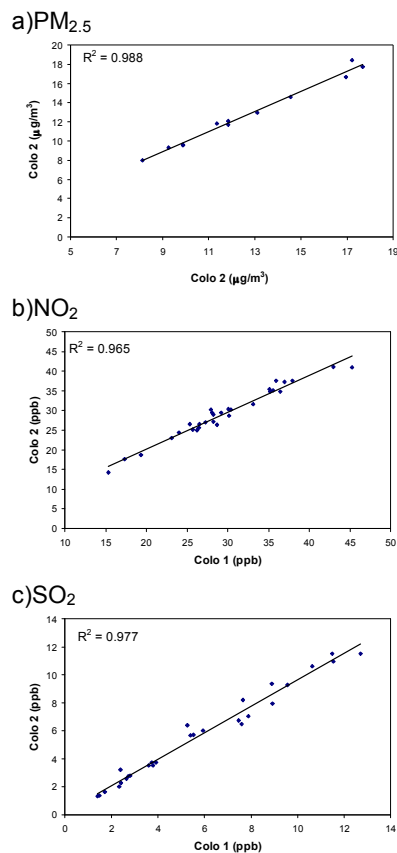 a)PM2.5
R² = 0.988
Colo 2 (μg/m³)
20
18
16
14
12
10
8
6
4
2
0
5 7 9 11 13 15 17 19
Colo 2 (μg/m³)
b)NO2
R² = 0.965
Colo 2 (ppb)
50
45
40
35
30
25
20
15
10
5
0
10 15 20 25 30 35 40 45 50
Colo 1 (ppb)
c)SO2
R² = 0.977
Colo 2 (ppb)
14
12
10
8
6
4
2
0
0 2 4 6 8 10 12 14
Colo 1 (ppb)